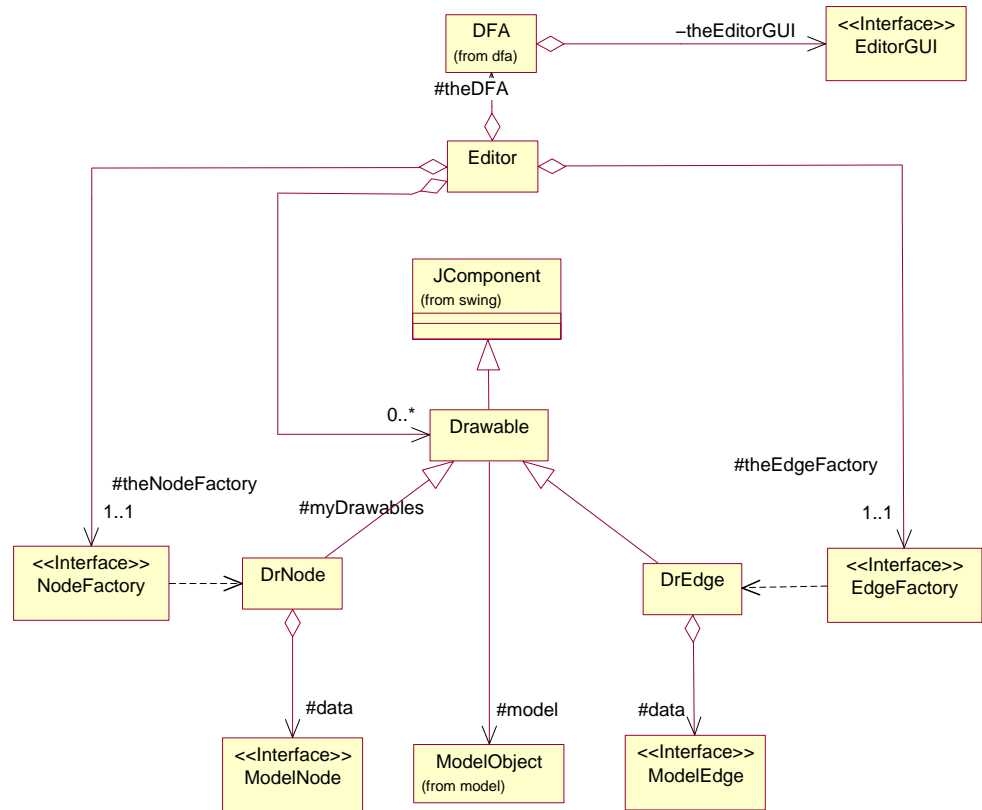 DFA
(from dfa)
–theEditorGUI
<<Interface>>
EditorGUI
#theDFA
Editor
JComponent
(from swing)
0..*
Drawable
#theNodeFactory
1..1
#myDrawables
#theEdgeFactory
1..1
<<Interface>>
NodeFactory
DrNode
DrEdge
<<Interface>>
EdgeFactory
#data
#model
#data
<<Interface>>
ModelNode
ModelObject
(from model)
<<Interface>>
ModelEdge